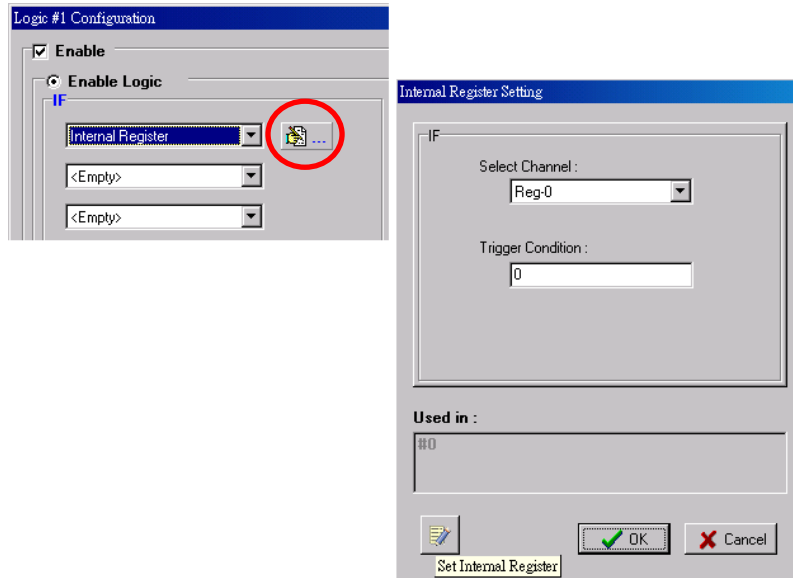 Logic #1 Configuration
Enable
Enable Logic
IF
Internal Register
...
<Empty>
<Empty>
Internal Register Setting
IF
Select Channel :
Reg-0
Trigger Condition :
0
Used in :
#0
OK
Cancel
Set Internal Register